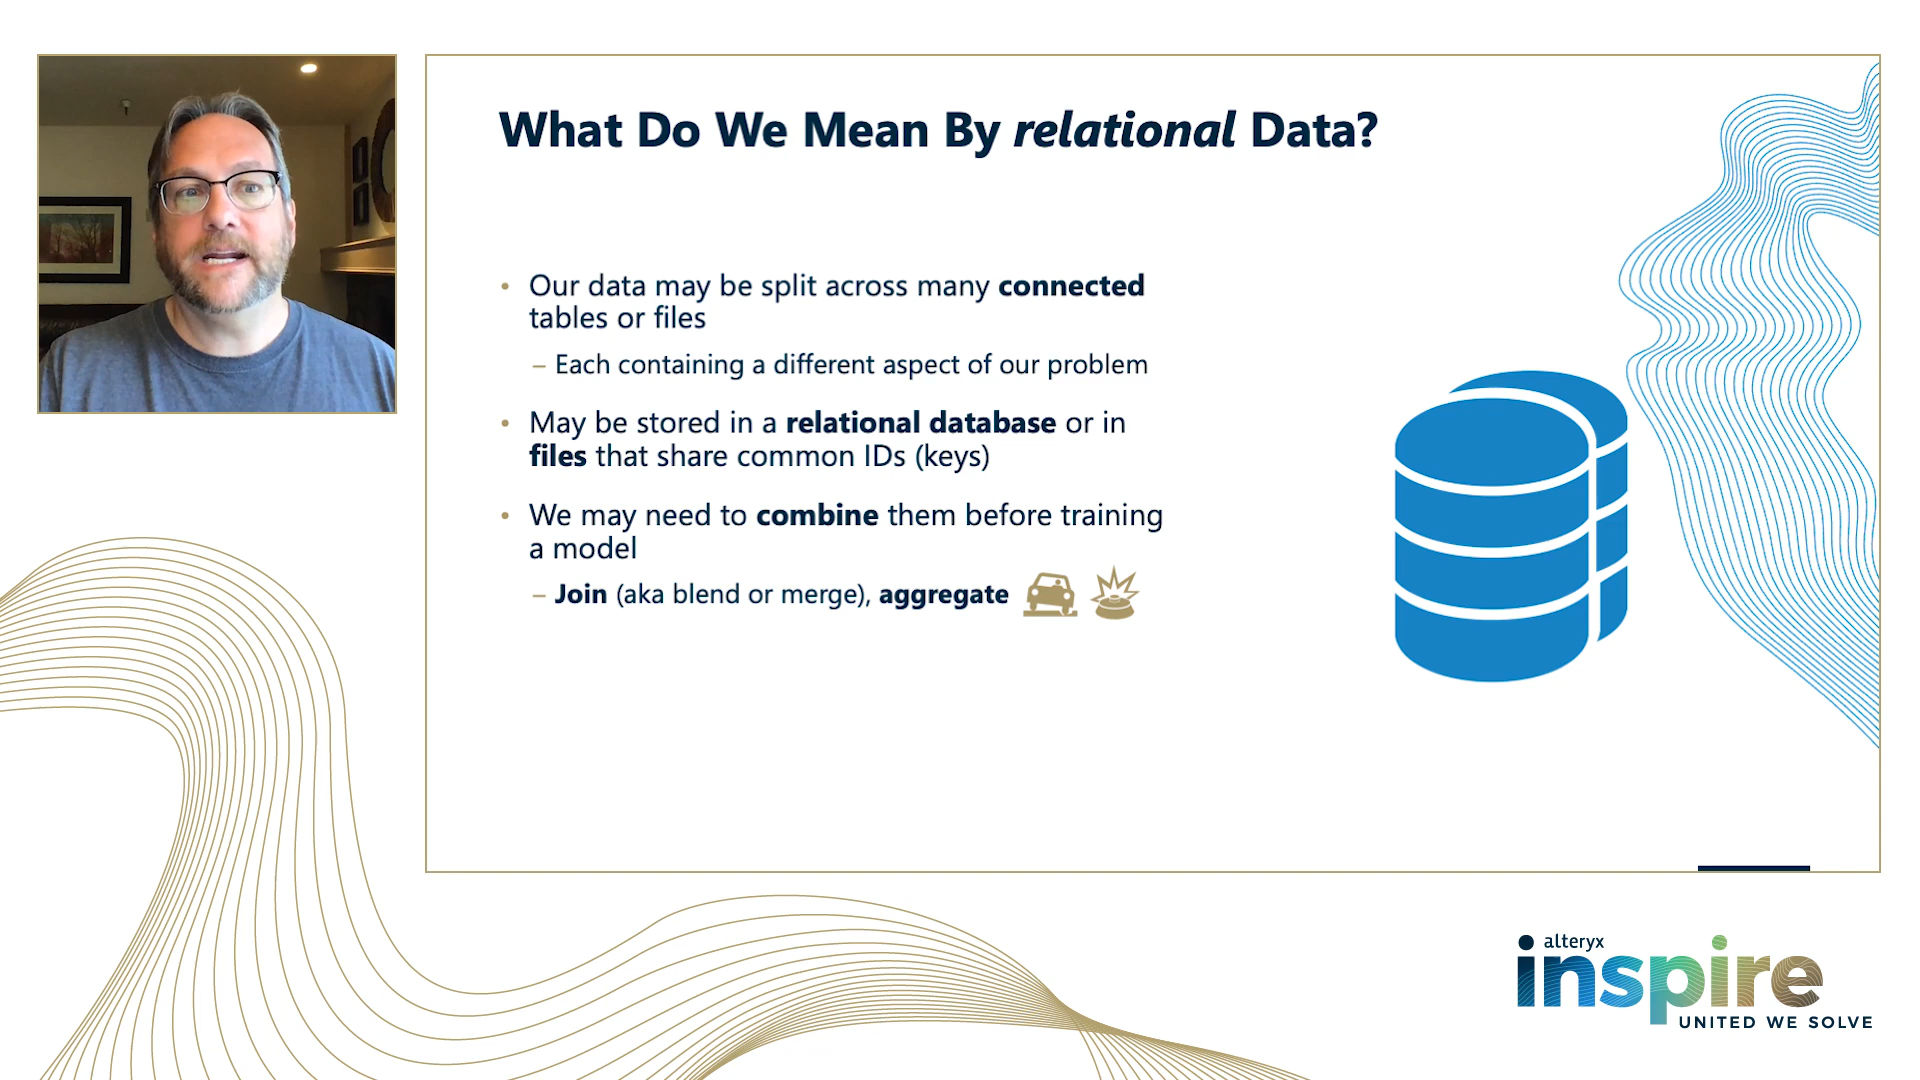 What Do We Mean By relational Data?
• Our data may be split across many connected
tables or files
– Each containing a different aspect of our problem
• May be stored in a relational database or in
files that share common IDs (keys)
• We may need to combine them before training
a model
– Join (aka blend or merge), aggregate
alteryx
inspire
UNITED WE SOLVE